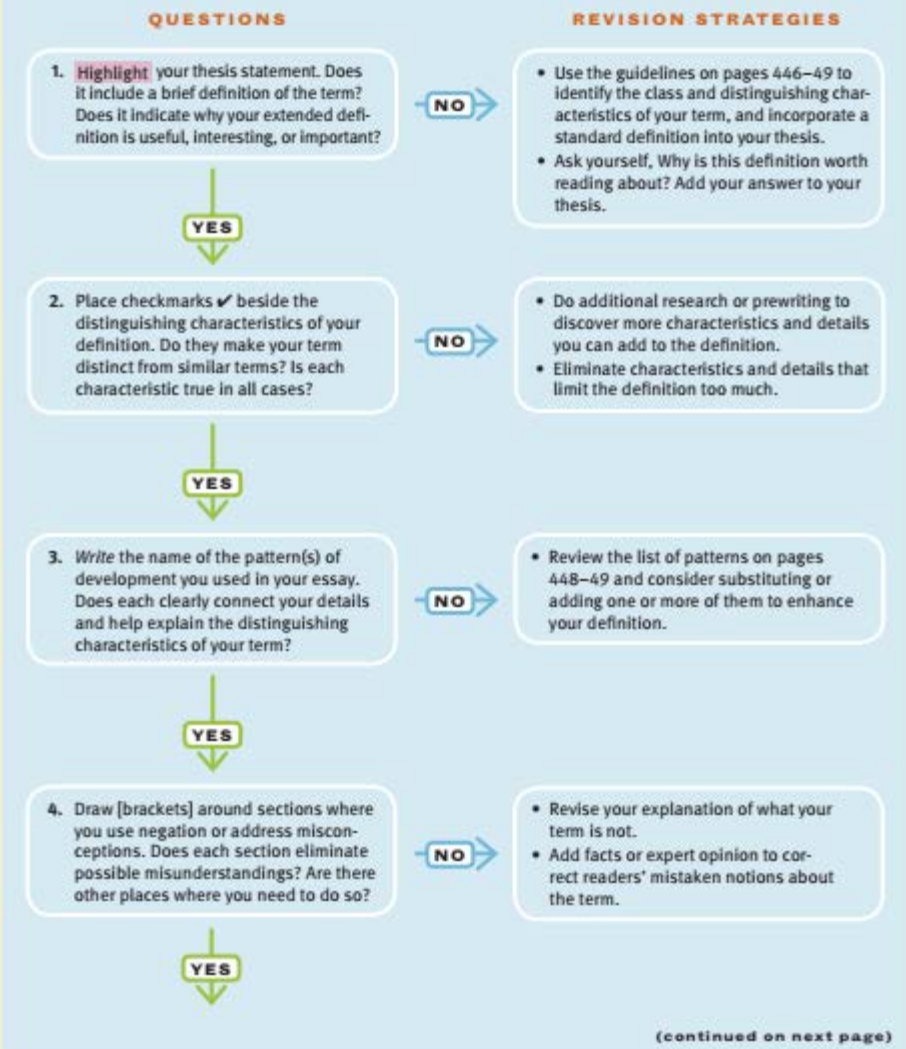 QUESTIONS
REVISION STRATEGIES
1. Highlight your thesis statement. Does
it include a brief definition of the term?
Does it indicate why your extended defi-
nition is useful, interesting, or important?
NO
• Use the guidelines on pages 446–49 to
identify the class and distinguishing char-
acteristics of your term, and incorporate a
standard definition into your thesis.
• Ask yourself, Why is this definition worth
reading about? Add your answer to your
thesis.
YES
2. Place checkmarks ✔ beside the
distinguishing characteristics of your
definition. Do they make your term
distinct from similar terms? Is each
characteristic true in all cases?
NO
• Do additional research or prewriting to
discover more characteristics and details
you can add to the definition.
• Eliminate characteristics and details that
limit the definition too much.
YES
3. Write the name of the pattern(s) of
development you used in your essay.
Does each clearly connect your details
and help explain the distinguishing
characteristics of your term?
NO
• Review the list of patterns on pages
448–49 and consider substituting or
adding one or more of them to enhance
your definition.
YES
4. Draw [brackets] around sections where
you use negation or address miscon-
ceptions. Does each section eliminate
possible misunderstandings? Are there
other places where you need to do so?
NO
• Revise your explanation of what your
term is not.
• Add facts or expert opinion to cor-
rect readers' mistaken notions about
the term.
YES
(continued on next page)